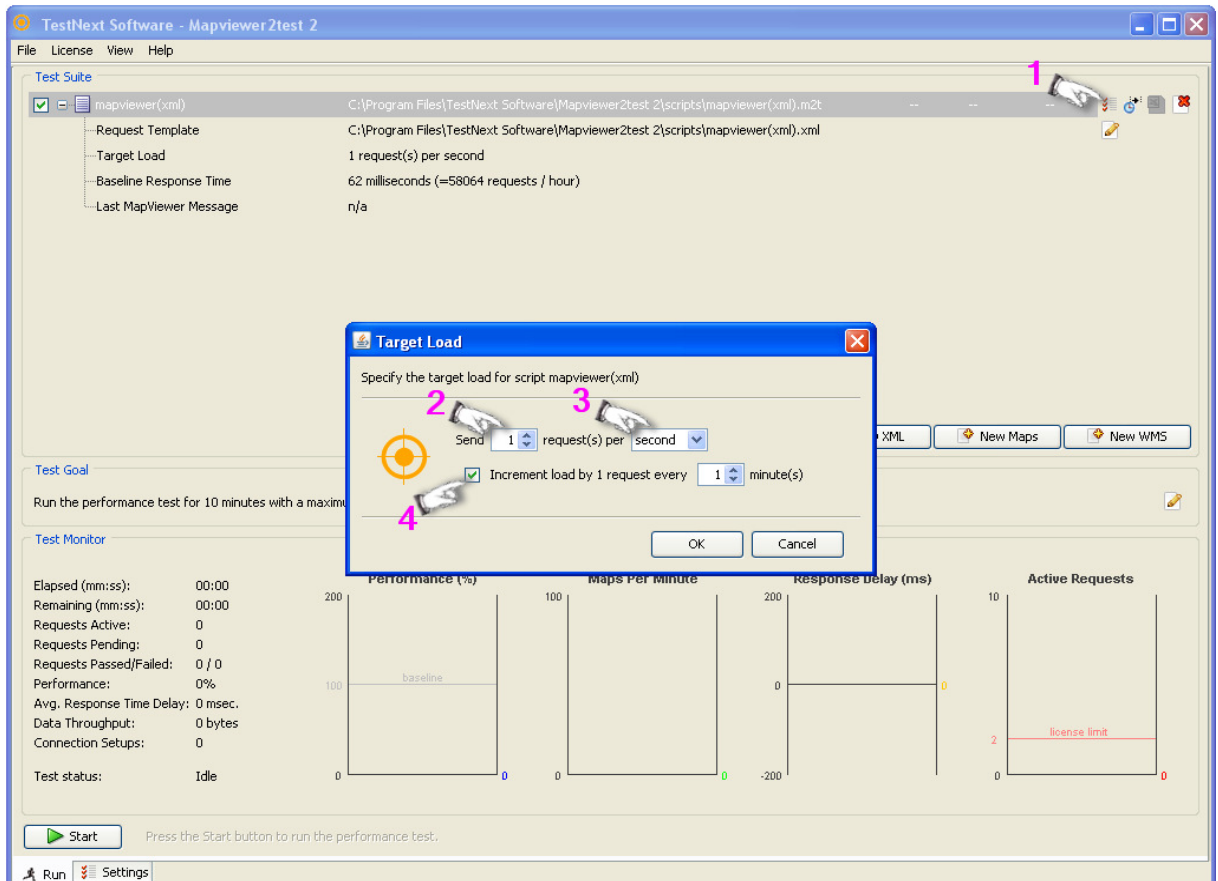 TestNext Software - Mapviewer2test 2
File License View Help
Test Suite
1
mapviewer(xml) C:\Program Files\TestNext Software\Mapviewer2test 2\scripts\mapviewer(xml).m2t -- -- --
Request Template C:\Program Files\TestNext Software\Mapviewer2test 2\scripts\mapviewer(xml).xml
Target Load 1 request(s) per second
Baseline Response Time 62 milliseconds (=58064 requests / hour)
Last MapViewer Message n/a
Target Load
Specify the target load for script mapviewer(xml)
2 3
Send 1 request(s) per second
Increment load by 1 request every 1 minute(s)
4
OK Cancel
XML New Maps New WMS
Test Goal
Run the performance test for 10 minutes with a
Test Monitor
Elapsed (mm:ss): 00:00
Remaining (mm:ss): 00:00
Requests Active: 0
Requests Pending: 0
Requests Passed/Failed: 0 / 0
Performance: 0%
Avg. Response Time Delay: 0 msec.
Data Throughput: 0 bytes
Connection Setups: 0
Test status: Idle
Performance (%)
200
100 baseline
0 0
Maps Per Minute
100
0 0
Response Delay (ms)
200
0 0
-200
Active Requests
10
2 license limit
0 0
Start Press the Start button to run the performance test.
Run Settings